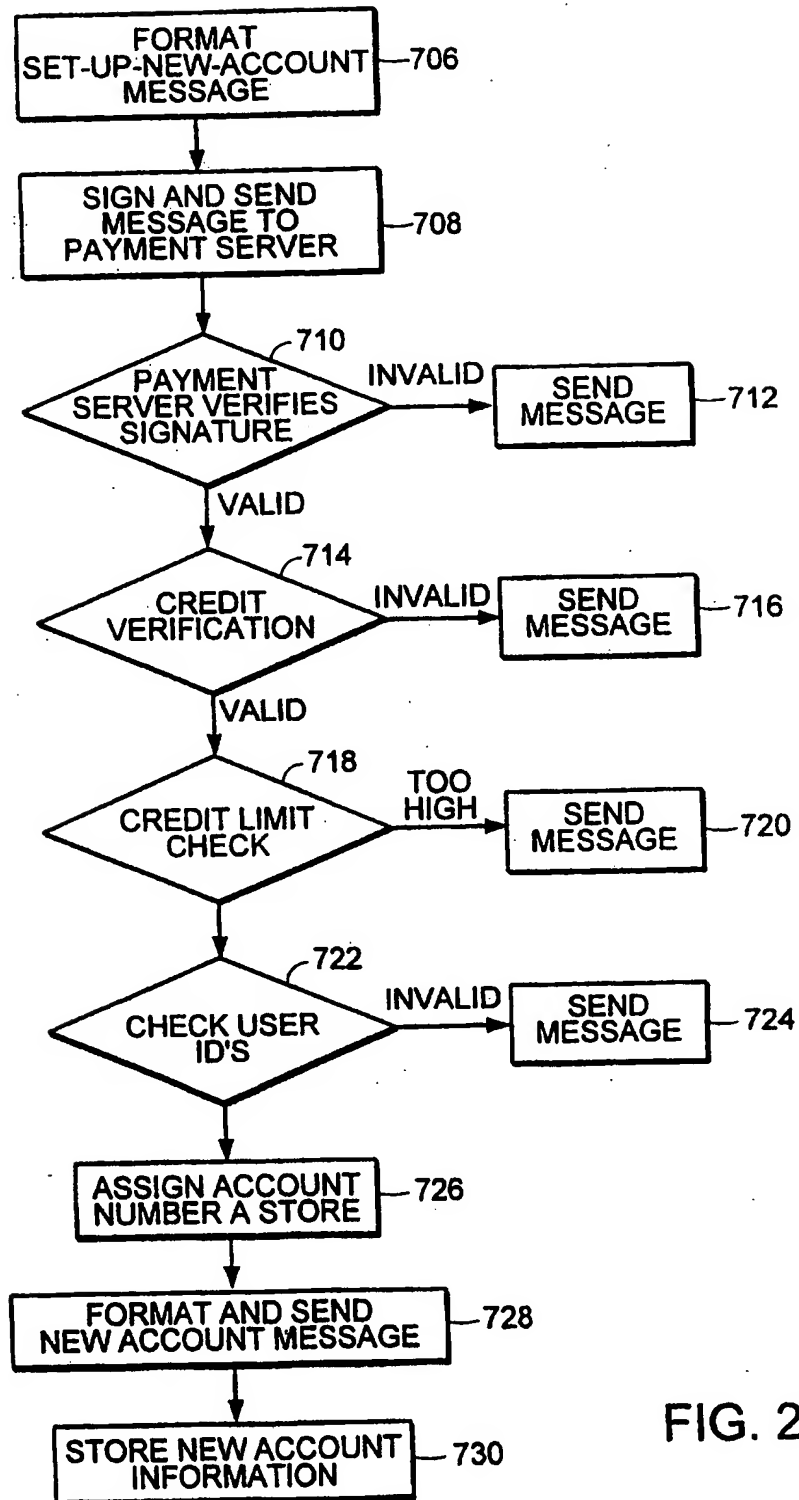 FORMAT
SET-UP-NEW-ACCOUNT
MESSAGE
706
SIGN AND SEND
MESSAGE TO
PAYMENT SERVER
708
710
PAYMENT
SERVER VERIFIES
SIGNATURE
INVALID
SEND
MESSAGE
712
VALID
714
CREDIT
VERIFICATION
INVALID
SEND
MESSAGE
716
VALID
718
CREDIT LIMIT
CHECK
TOO
HIGH
SEND
MESSAGE
720
722
CHECK USER
ID'S
INVALID
SEND
MESSAGE
724
ASSIGN ACCOUNT
NUMBER A STORE
726
FORMAT AND SEND
NEW ACCOUNT MESSAGE
728
STORE NEW ACCOUNT
INFORMATION
730
FIG. 2